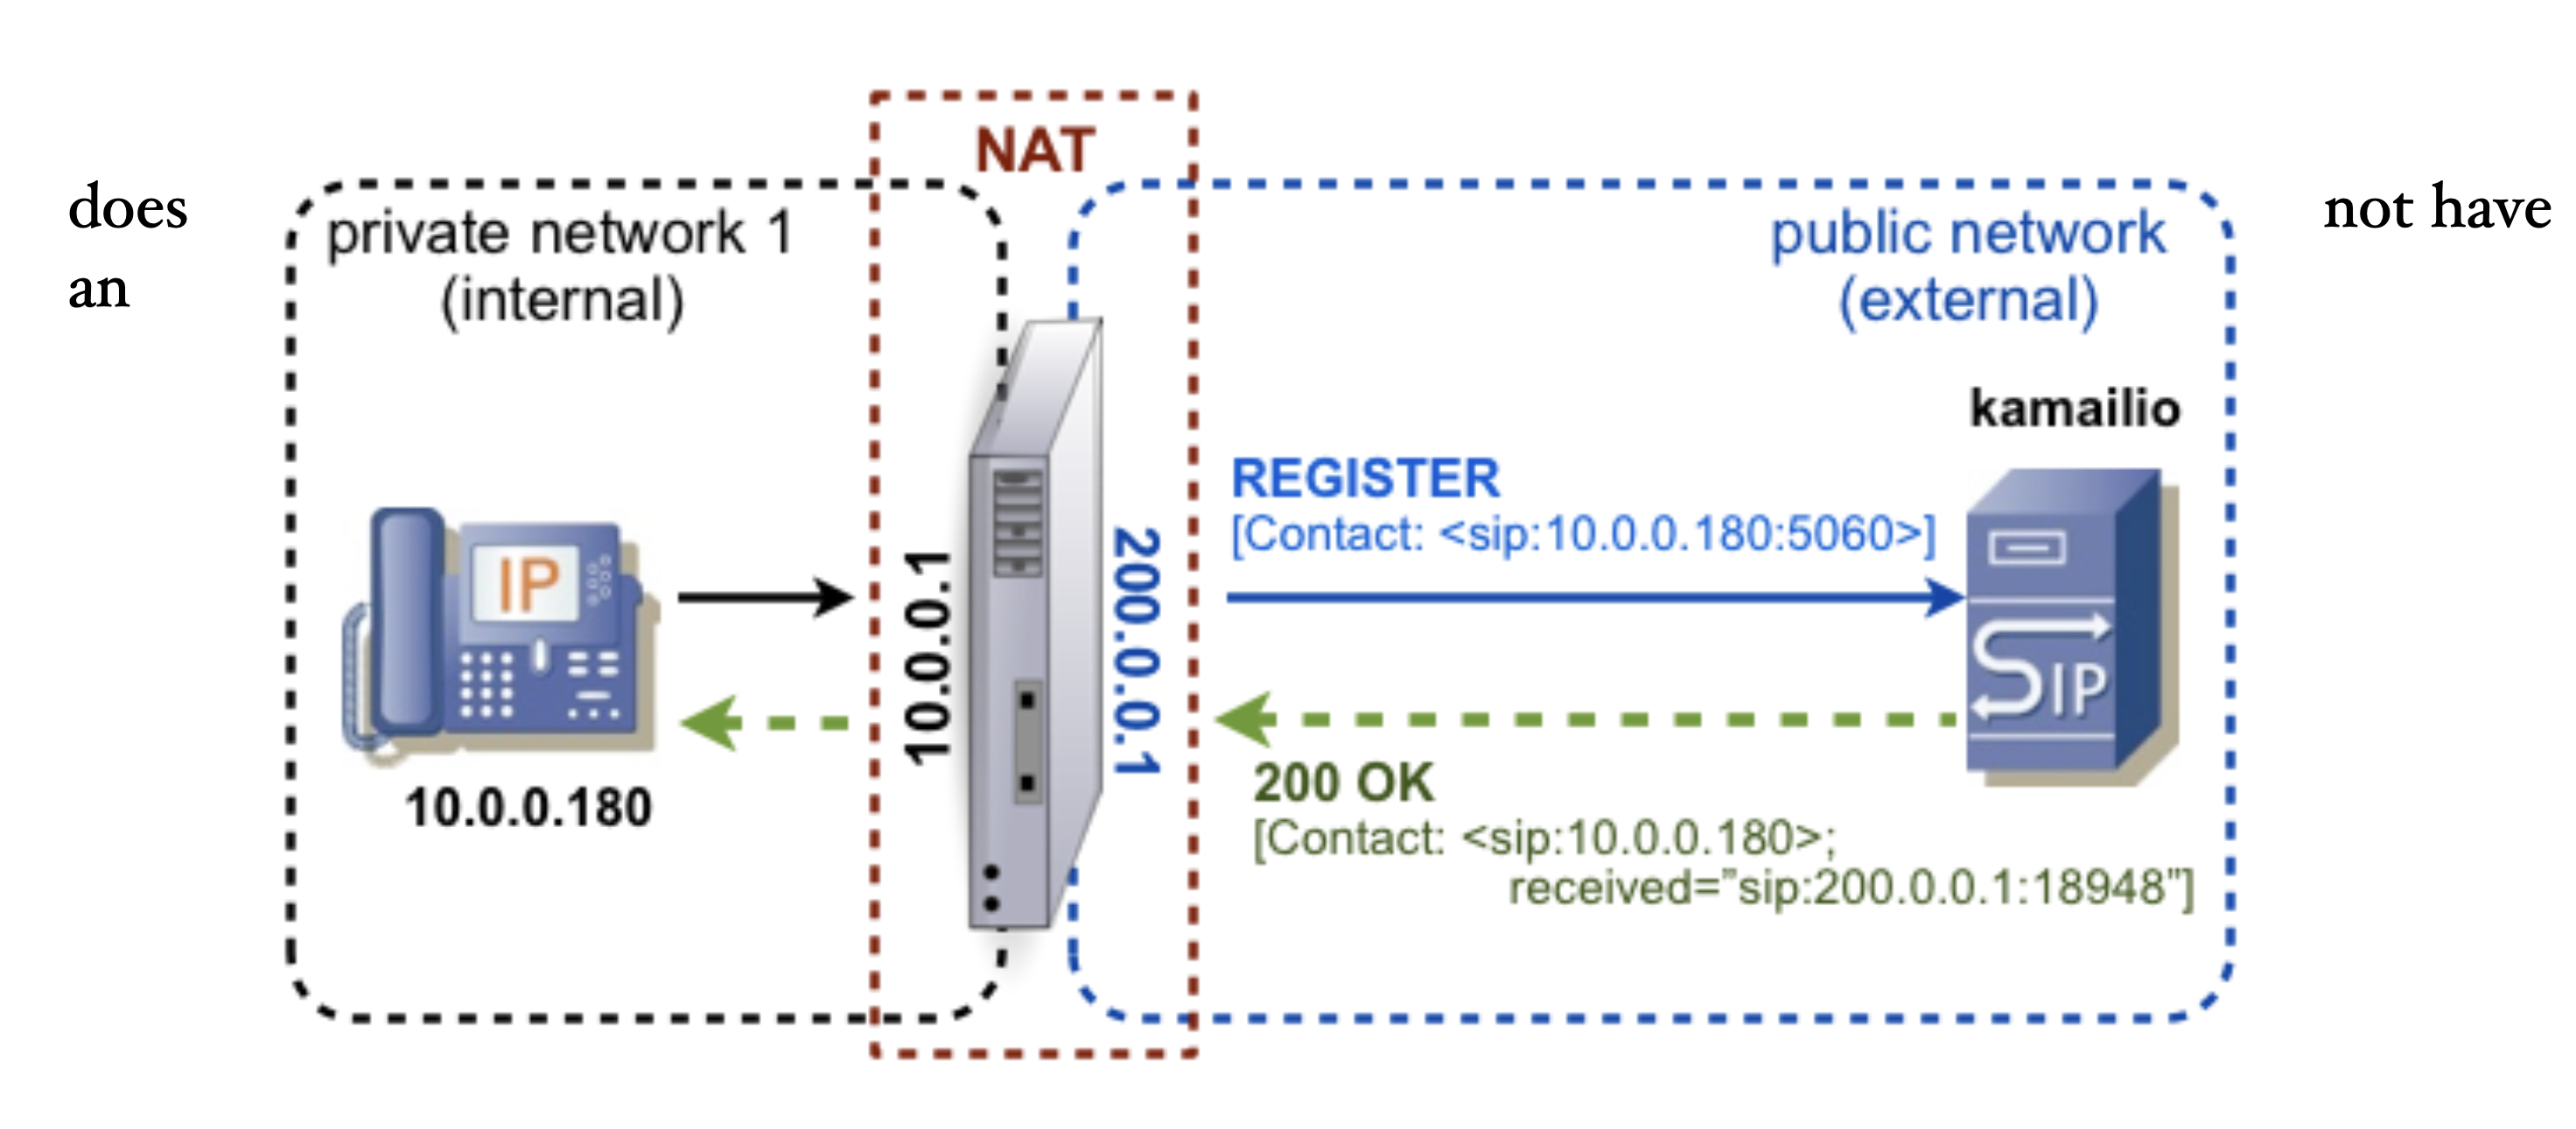 NAT
does
not have
an
private network 1
(internal)
public network
(external)
kamailio
REGISTER
[Contact: <sip:10.0.0.180:5060>]
IP
10.0.0.1
200.0.0.1
SIP
10.0.0.180
200 OK
[Contact: <sip:10.0.0.180>;
received=”sip:200.0.0.1:18948”]